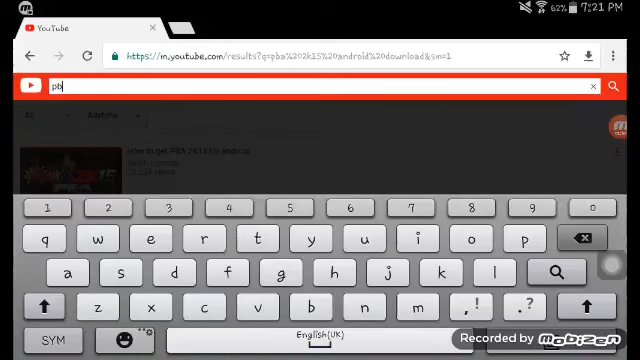 62% 7:21 PM
YouTube
https://m.youtube.com/results?q=pba%202k15%20android%20download&sm=1
pb
All Anytime
How to get PBA 2K15 for android
1 2 3 4 5 6 7 8 9 0
q w e r t y u i o p
a s d f g h j k l
z x c v b n m ,! .?
SYM English(UK)
Recorded by mobizen